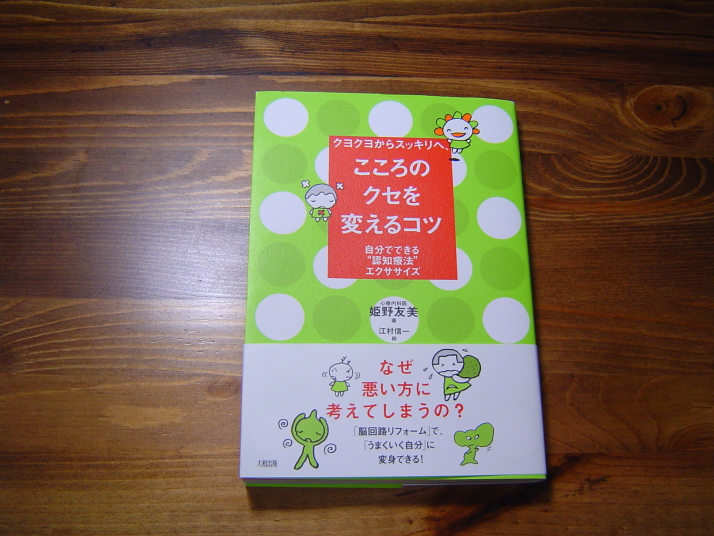 クヨクヨからスッキリへ、
こころの
クセを
変えるコツ
自分でできる
“認知療法”
エクササイズ
心療内科医
姫野友美
著
江村信一
絵
なぜ
悪い方に
考えてしまうの？
「脳回路リフォーム」で、
「うまくいく自分」に
変身できる！
大和出版